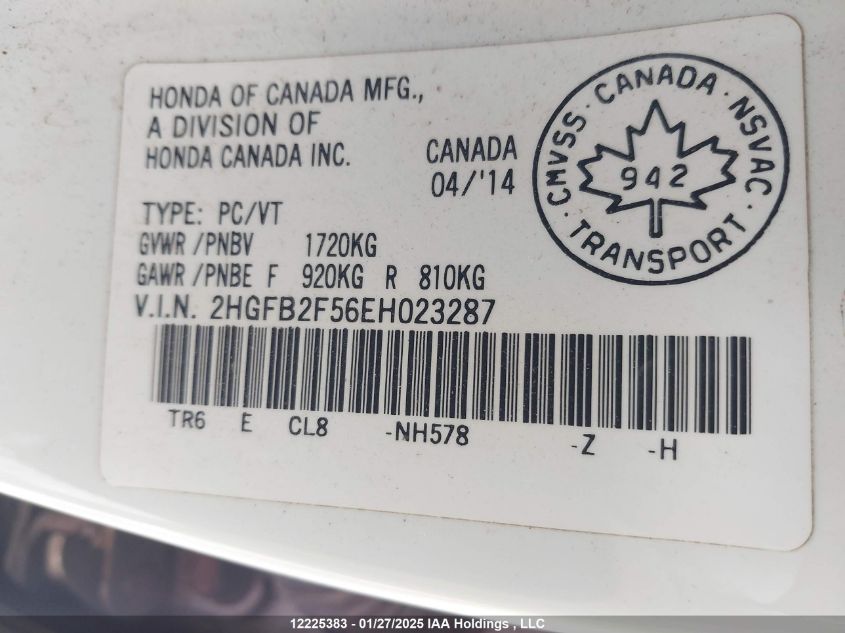 HONDA OF CANADA MFG.,
A DIVISION OF
HONDA CANADA INC.
CANADA
04/'14
TYPE: PC/VT
GVWR /PNBV 1720KG
GAWR /PNBE F 920KG R 810KG
V.I.N. 2HGFB2F56EH023287
TR6 E CL8 -NH578 -Z -H
CMVSS · CANADA · NSVAC ·
942
TRANSPORT
12225383 - 01/27/2025 IAA Holdings , LLC